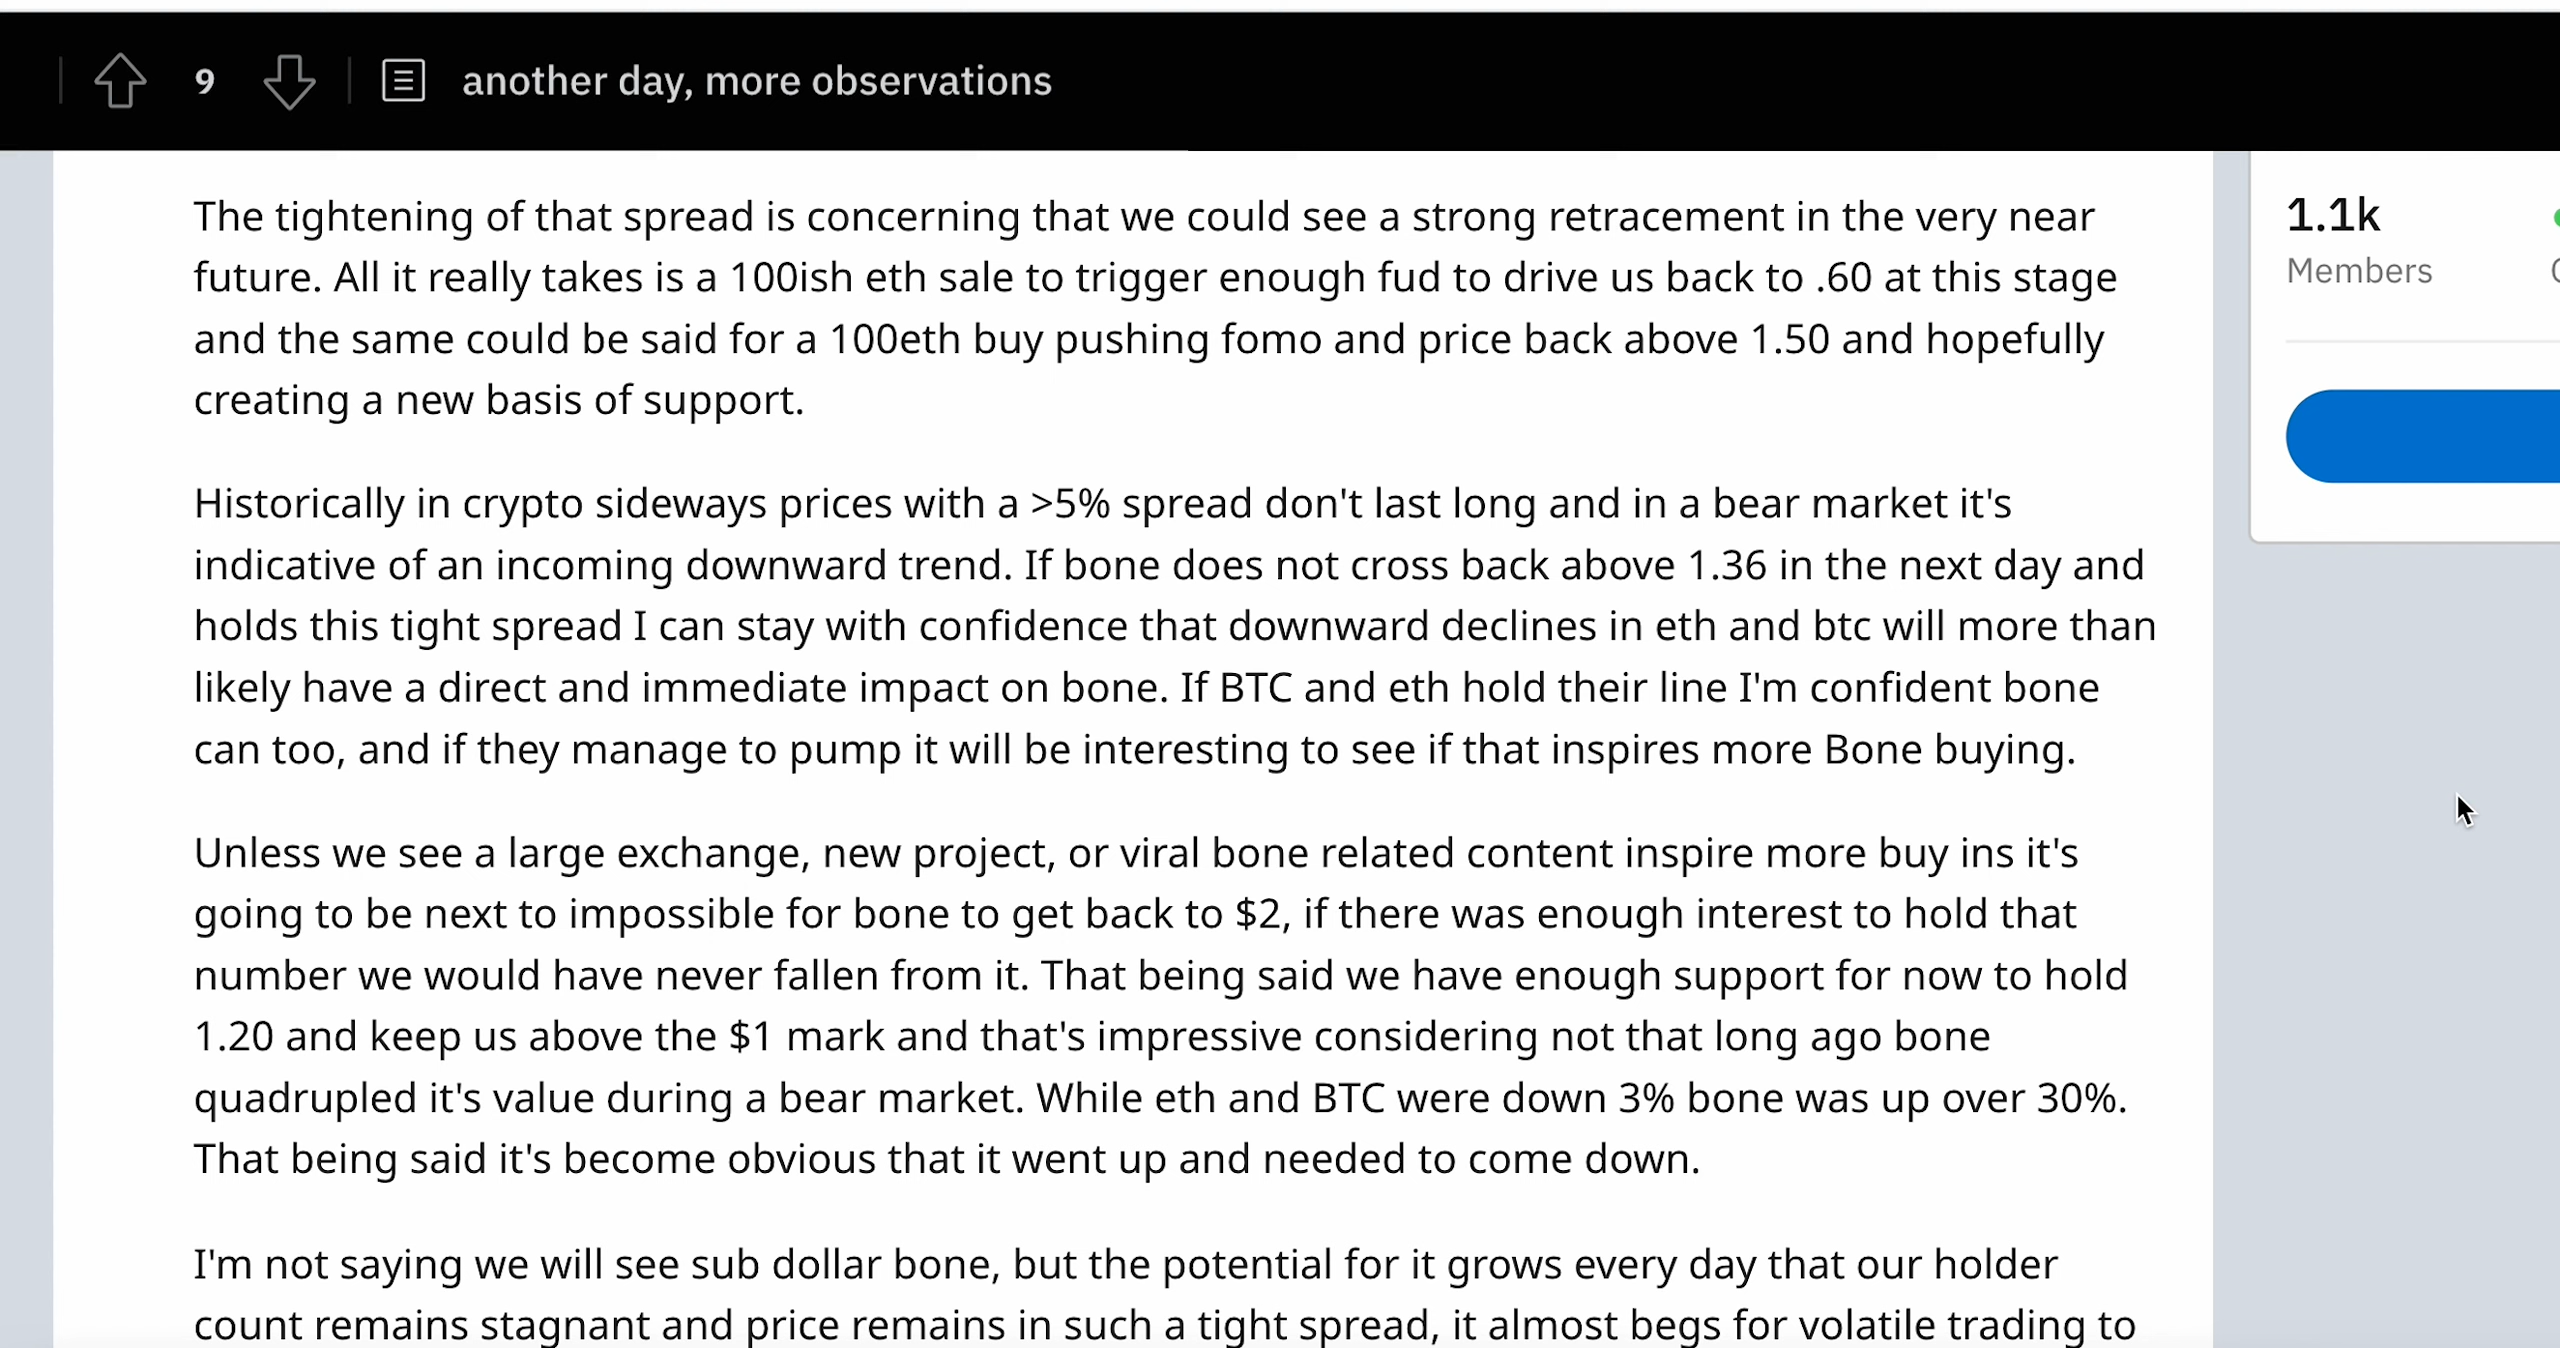 9 another day, more observations
The tightening of that spread is concerning that we could see a strong retracement in the very near
future. All it really takes is a 100ish eth sale to trigger enough fud to drive us back to .60 at this stage
and the same could be said for a 100eth buy pushing fomo and price back above 1.50 and hopefully
creating a new basis of support.
Historically in crypto sideways prices with a >5% spread don't last long and in a bear market it's
indicative of an incoming downward trend. If bone does not cross back above 1.36 in the next day and
holds this tight spread I can stay with confidence that downward declines in eth and btc will more than
likely have a direct and immediate impact on bone. If BTC and eth hold their line I'm confident bone
can too, and if they manage to pump it will be interesting to see if that inspires more Bone buying.
Unless we see a large exchange, new project, or viral bone related content inspire more buy ins it's
going to be next to impossible for bone to get back to $2, if there was enough interest to hold that
number we would have never fallen from it. That being said we have enough support for now to hold
1.20 and keep us above the $1 mark and that's impressive considering not that long ago bone
quadrupled it's value during a bear market. While eth and BTC were down 3% bone was up over 30%.
That being said it's become obvious that it went up and needed to come down.
I'm not saying we will see sub dollar bone, but the potential for it grows every day that our holder
count remains stagnant and price remains in such a tight spread, it almost begs for volatile trading to
1.1k
Members